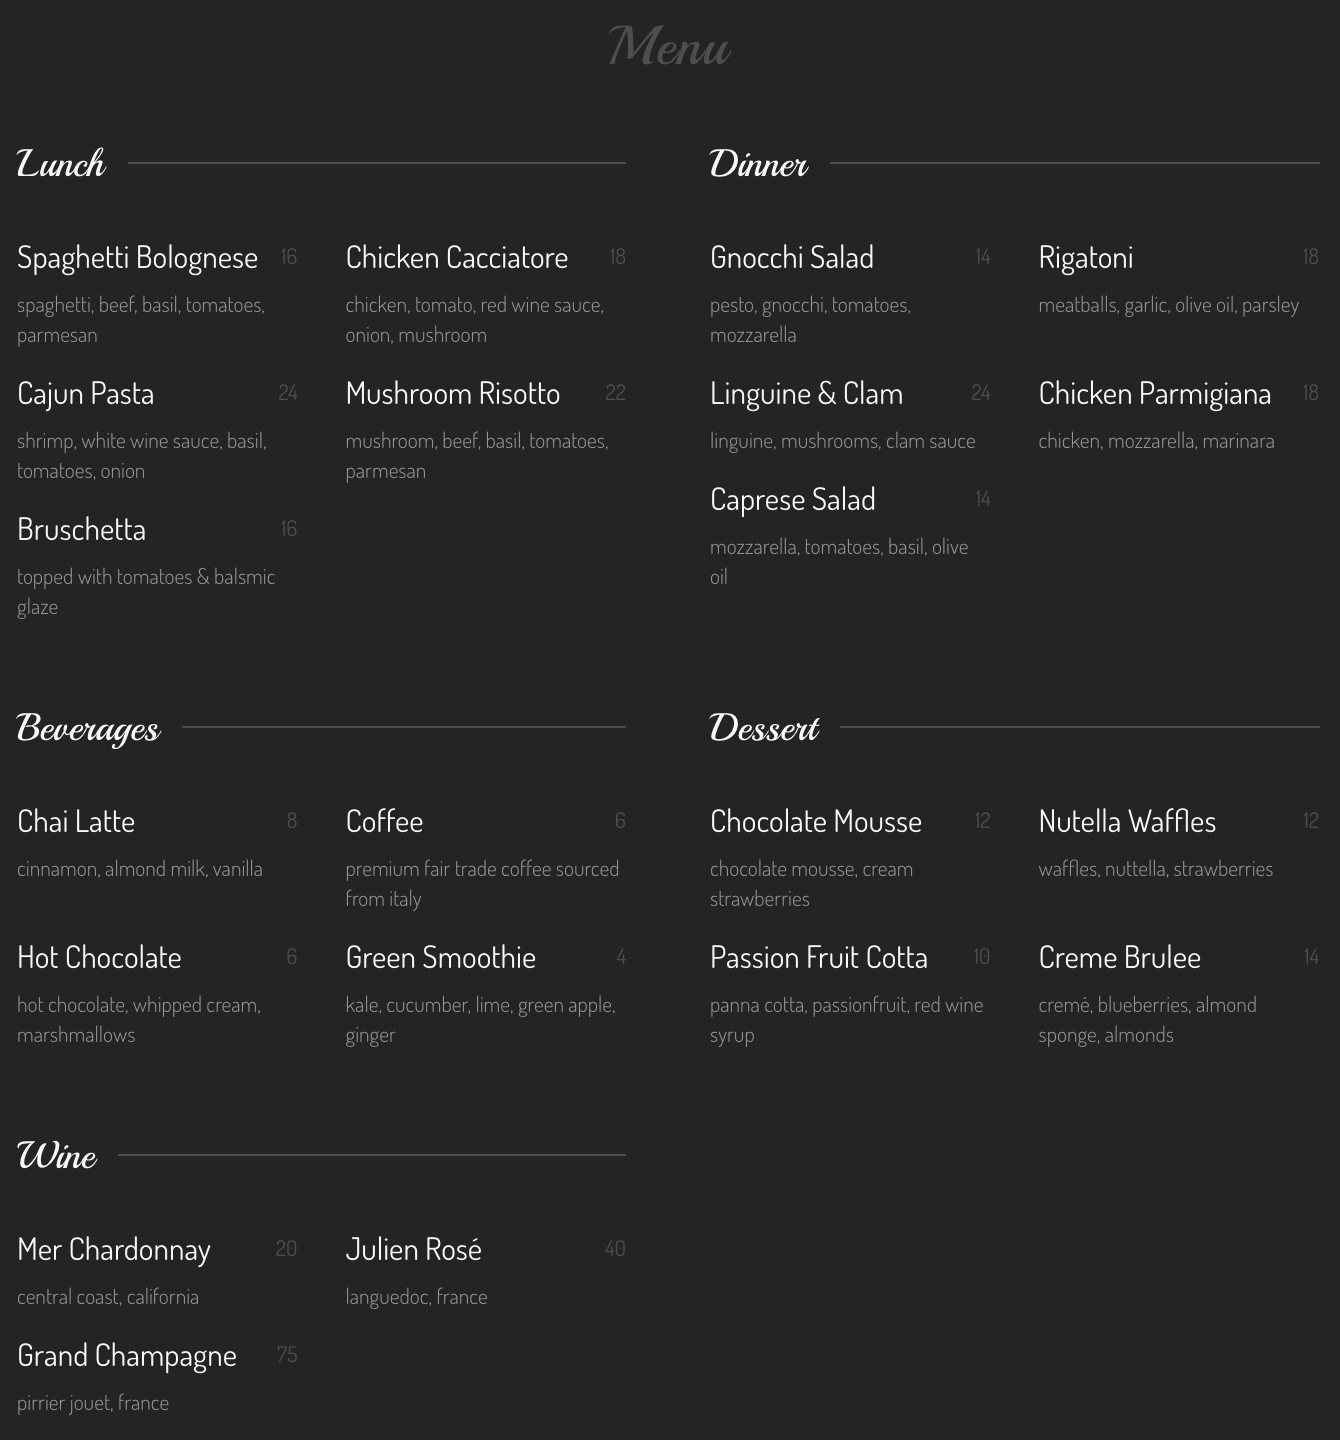 Menu
Lunch
Spaghetti Bolognese 16
spaghetti, beef, basil, tomatoes,
parmesan
Chicken Cacciatore 18
chicken, tomato, red wine sauce,
onion, mushroom
Cajun Pasta 24
shrimp, white wine sauce, basil,
tomatoes, onion
Mushroom Risotto 22
mushroom, beef, basil, tomatoes,
parmesan
Bruschetta 16
topped with tomatoes & balsmic
glaze
Dinner
Gnocchi Salad 14
pesto, gnocchi, tomatoes,
mozzarella
Rigatoni 18
meatballs, garlic, olive oil, parsley
Linguine & Clam 24
linguine, mushrooms, clam sauce
Chicken Parmigiana 18
chicken, mozzarella, marinara
Caprese Salad 14
mozzarella, tomatoes, basil, olive
oil
Beverages
Chai Latte 8
cinnamon, almond milk, vanilla
Coffee 6
premium fair trade coffee sourced
from italy
Hot Chocolate 6
hot chocolate, whipped cream,
marshmallows
Green Smoothie 4
kale, cucumber, lime, green apple,
ginger
Dessert
Chocolate Mousse 12
chocolate mousse, cream
strawberries
Nutella Waffles 12
waffles, nuttella, strawberries
Passion Fruit Cotta 10
panna cotta, passionfruit, red wine
syrup
Creme Brulee 14
cremé, blueberries, almond
sponge, almonds
Wine
Mer Chardonnay 20
central coast, california
Julien Rosé 40
languedoc, france
Grand Champagne 75
pirrier jouet, france